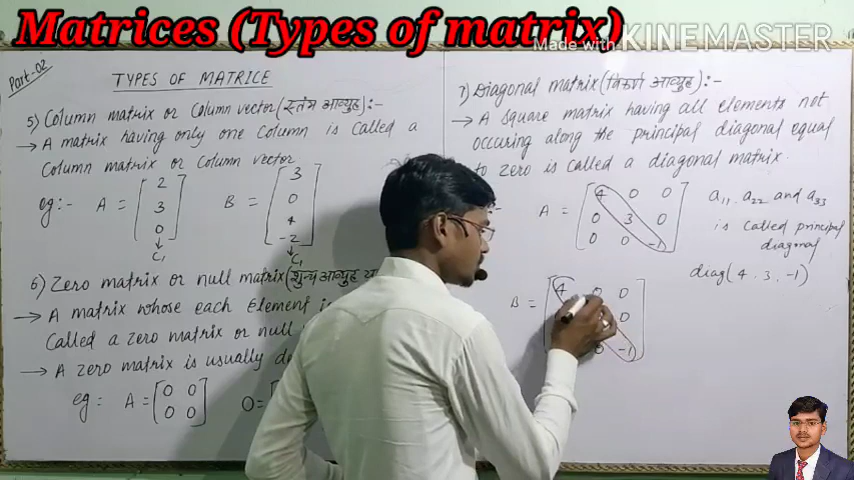 Matrices (Types of matrix)
Made with KINEMASTER
Part-02
TYPES OF MATRICE
5) Column matrix or Column vector (स्तंभ आव्यूह):-
→ A matrix having only one column is called a
Column matrix or Column vector
eg:- A = [2 3 0] B = [3 0 4 -2]
C₁ C₁
6) Zero matrix or null matrix (शून्य आव्यूह या
→ A matrix whose each Element is
Called a zero matrix or null
→ A zero matrix is usually de
eg: A = [0 0
0 0] O = [
7) Diagonal matrix (विकर्ण आव्यूह):-
→ A square matrix having all elements not
occuring along the principal diagonal equal
to zero is called a diagonal matrix.
A = [4 0 0
0 3 0
0 0 -1]
a₁₁, a₂₂ and a₃₃
is called principal
diagonal
diag(4, 3, -1)
B = [4 0 0
0
0 -1]